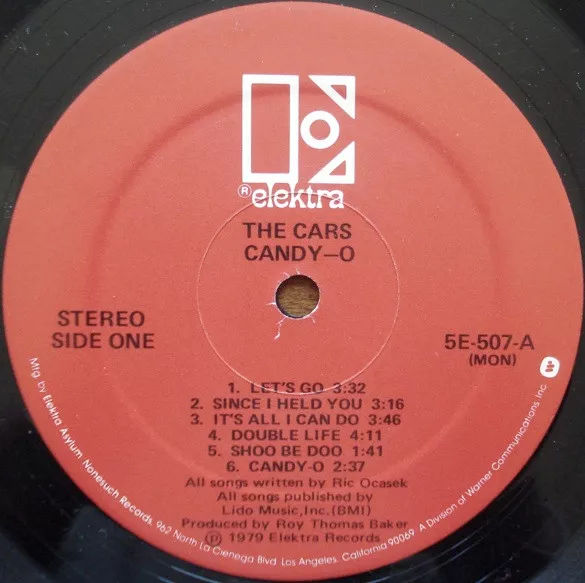 ® elektra
THE CARS
CANDY—O
STEREO
SIDE ONE
5E-507-A
(MON)
1. LET'S GO 3:32
2. SINCE I HELD YOU 3:16
3. IT'S ALL I CAN DO 3:46
4. DOUBLE LIFE 4:11
5. SHOO BE DOO 1:41
6. CANDY-O 2:37
All songs written by Ric Ocasek
All songs published by
Lido Music,Inc.(BMI)
Produced by Roy Thomas Baker
℗ 1979 Elektra Records
Mfg. by Elektra Asylum Nonesuch Records, 962 North La Cienega Blvd. Los Angeles, California 90069 A Division of Warner Communications Inc.